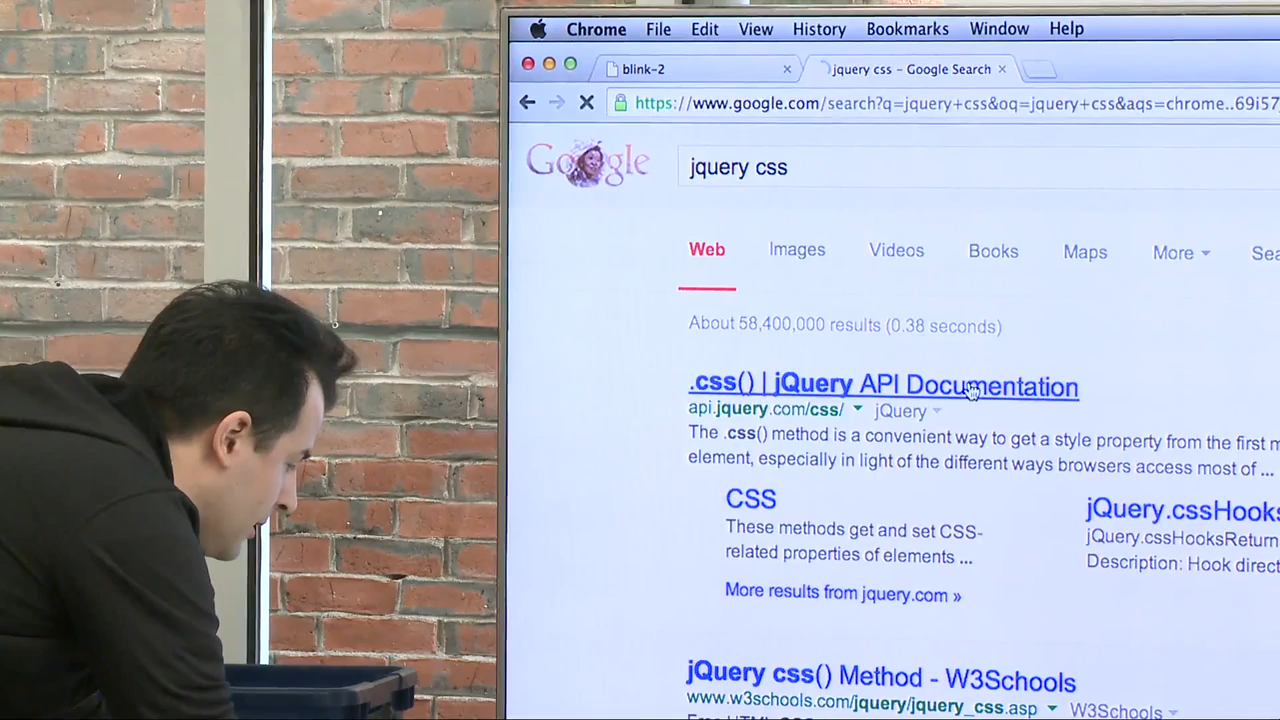 Chrome File Edit View History Bookmarks Window Help
blink-2
jquery css - Google Search
https://www.google.com/search?q=jquery+css&oq=jquery+css&aqs=chrome..69i57
Google
jquery css
Web Images Videos Books Maps More Sea
About 58,400,000 results (0.38 seconds)
.css() | jQuery API Documentation
api.jquery.com/css/ jQuery
The .css() method is a convenient way to get a style property from the first m
element, especially in light of the different ways browsers access most of ...
CSS
These methods get and set CSS-
related properties of elements ...
More results from jquery.com »
jQuery.cssHooks
jQuery.cssHooksReturn
Description: Hook direct
jQuery css() Method - W3Schools
www.w3schools.com/jquery/jquery_css.asp W3Schools